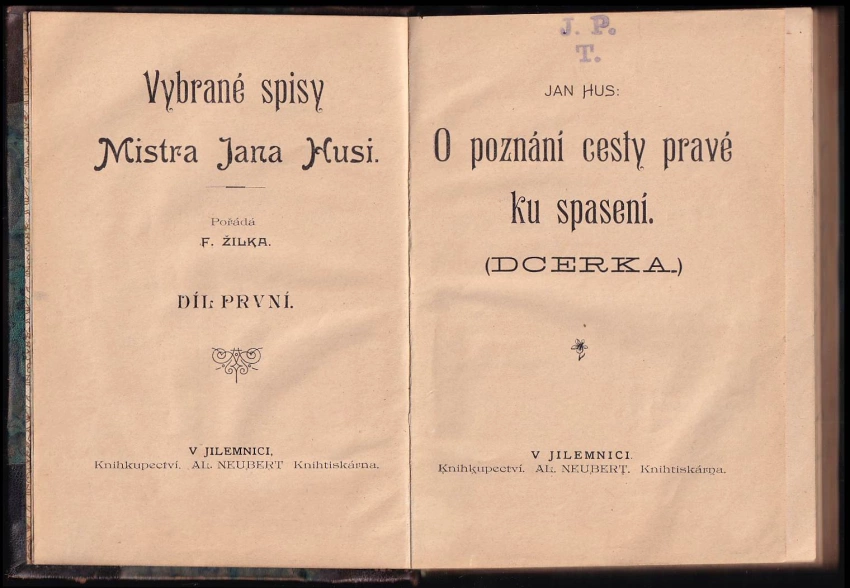 Vybrané spisy
Mistra Jana Husi.
Pořádá
F. ŽILKA.
DÍL PRVNÍ.
V JILEMNICI,
Knihkupectví. AL. NEUBERT Knihtiskárna.
J. P.
T.
JAN HUS:
O poznání cesty pravé
ku spasení.
(DCERKA.)
V JILEMNICI.
Knihkupectví. AL. NEUBERT. Knihtiskárna.